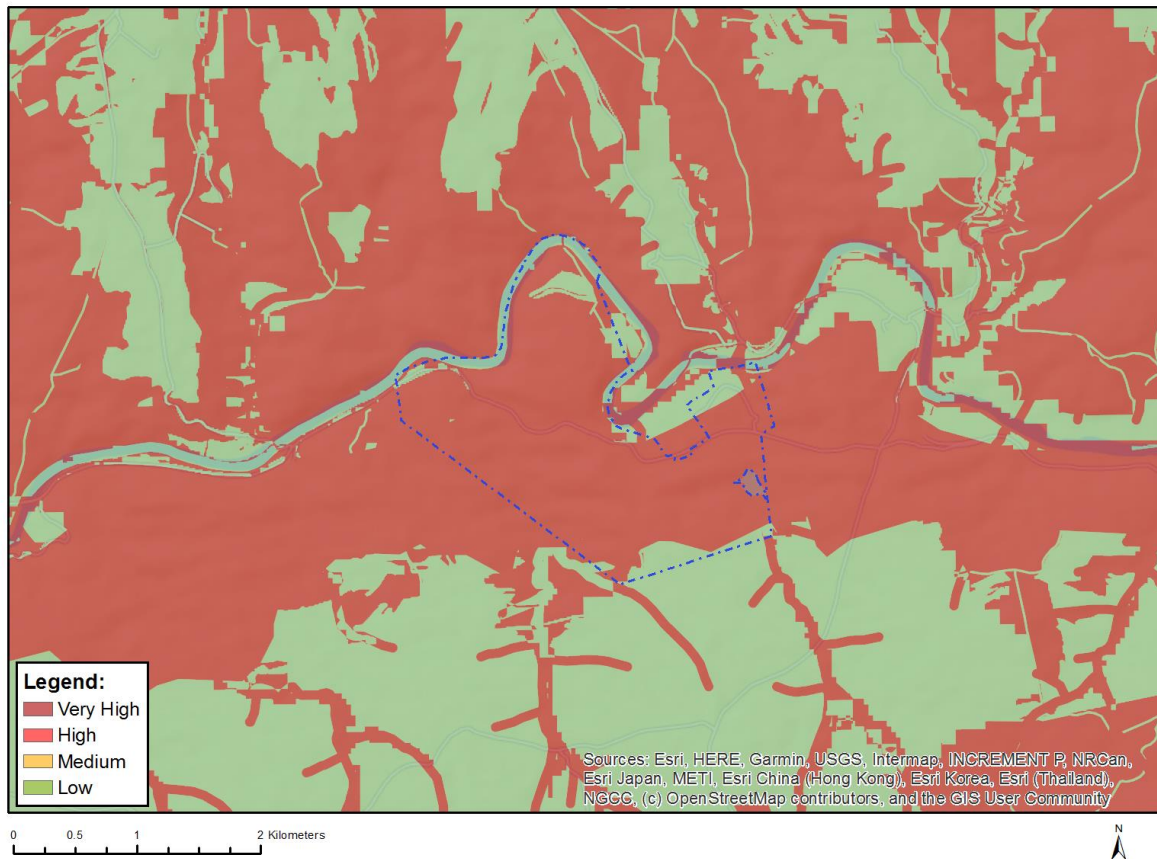 Legend:
Very High
High
Medium
Low
Sources: Esri, HERE, Garmin, USGS, Intermap, INCREMENT P, NRCan,
Esri Japan, METI, Esri China (Hong Kong), Esri Korea, Esri (Thailand),
NGCC, (c) OpenStreetMap contributors, and the GIS User Community
0 0.5 1 2 Kilometers
N